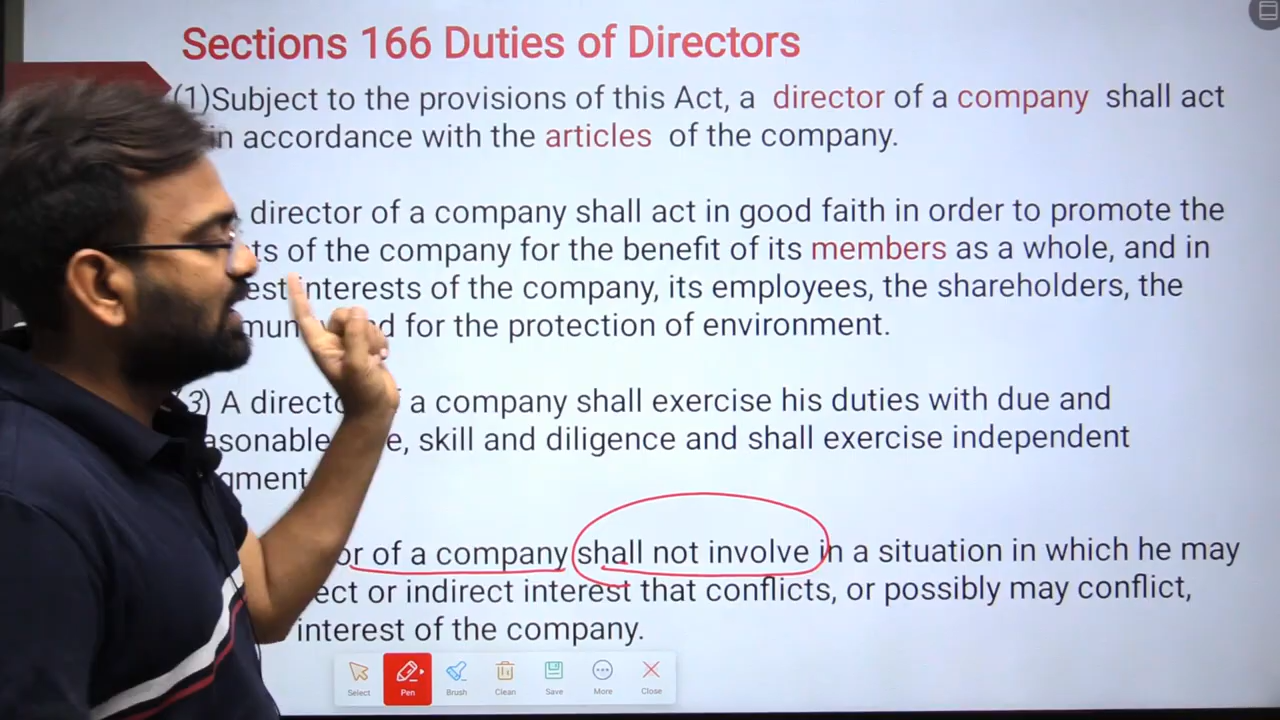 Sections 166 Duties of Directors
(1)Subject to the provisions of this Act, a director of a company shall act
in accordance with the articles of the company.
director of a company shall act in good faith in order to promote the
of the company for the benefit of its members as a whole, and in
interests of the company, its employees, the shareholders, the
for the protection of environment.
(3) A a company shall exercise his duties with due and
skill and diligence and shall exercise independent
of a company shall not involve in a situation in which he may
or indirect interest that conflicts, or possibly may conflict,
interest of the company.
Select Pen Brush Clean Save More Close